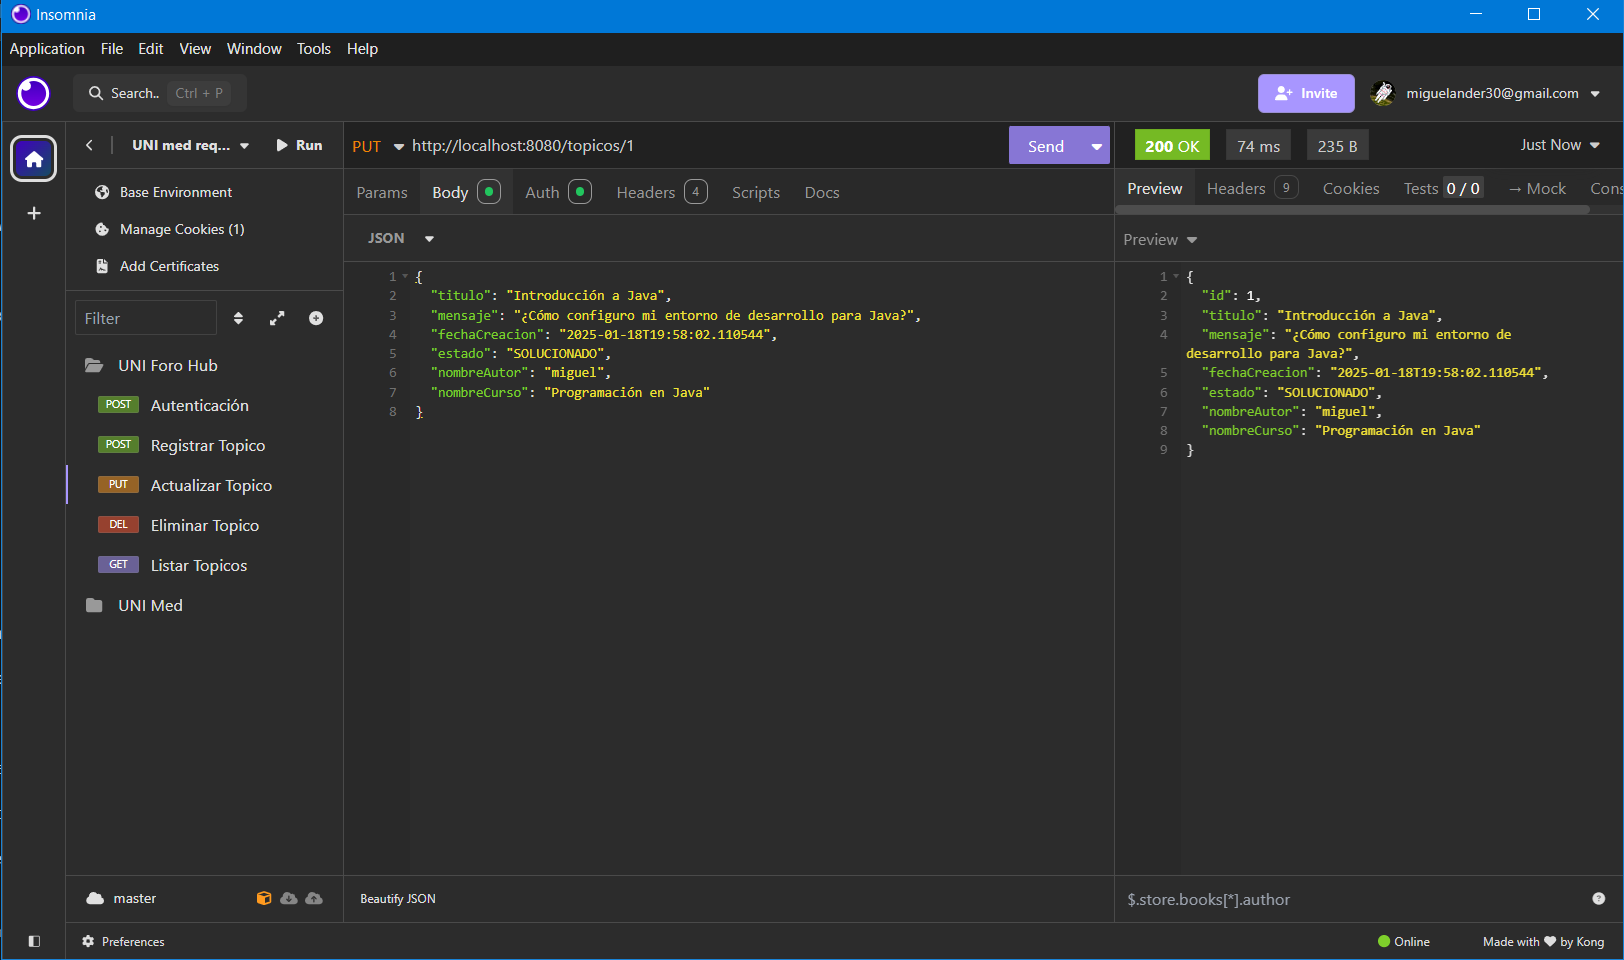 Insomnia
Application File Edit View Window Tools Help
Search.. Ctrl + P
Invite
miguelander30@gmail.com
UNI med req...
Run
Base Environment
Manage Cookies (1)
Add Certificates
Filter
UNI Foro Hub
POST Autenticación
POST Registrar Topico
PUT Actualizar Topico
DEL Eliminar Topico
GET Listar Topicos
UNI Med
master
PUT http://localhost:8080/topicos/1
Send
Params Body Auth Headers 4 Scripts Docs
JSON
1 {
2 "titulo": "Introducción a Java",
3 "mensaje": "¿Cómo configuro mi entorno de desarrollo para Java?",
4 "fechaCreacion": "2025-01-18T19:58:02.110544",
5 "estado": "SOLUCIONADO",
6 "nombreAutor": "miguel",
7 "nombreCurso": "Programación en Java"
8 }
Beautify JSON
200 OK 74 ms 235 B
Just Now
Preview Headers 9 Cookies Tests 0 / 0 → Mock Cons
Preview
1 {
2 "id": 1,
3 "titulo": "Introducción a Java",
4 "mensaje": "¿Cómo configuro mi entorno de
desarrollo para Java?",
5 "fechaCreacion": "2025-01-18T19:58:02.110544",
6 "estado": "SOLUCIONADO",
7 "nombreAutor": "miguel",
8 "nombreCurso": "Programación en Java"
9 }
$.store.books[*].author
Preferences
Online
Made with ♥ by Kong